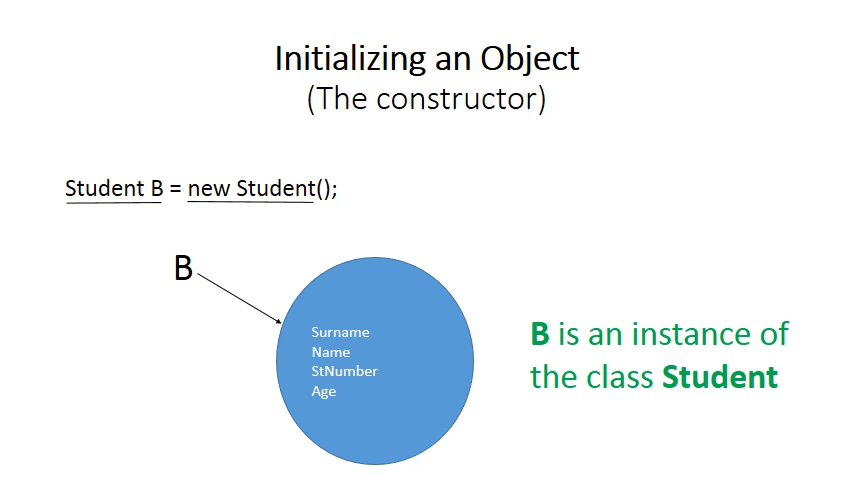 Initializing an Object
(The constructor)
Student B = new Student();
B
Surname
Name
StNumber
Age
B is an instance of
the class Student